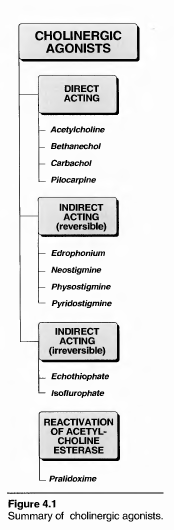 CHOLINERGIC
AGONISTS
DIRECT
ACTING
Acetylcholine
Bethanechol
Carbachol
Pilocarpine
INDIRECT
ACTING
(reversible)
Edrophonium
Neostigmine
Physostigmine
Pyridostigmine
INDIRECT
ACTING
(irreversible)
Echothiophate
Isoflurophate
REACTIVATION
OF ACETYL-
CHOLINE
ESTERASE
Pralidoxime
Figure 4.1
Summary of cholinergic agonists.